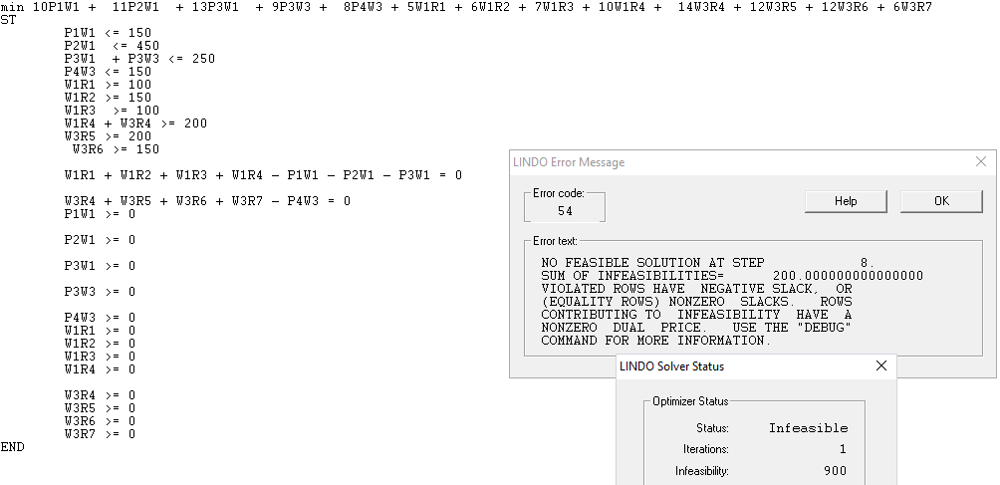 min 10P1W1 + 11P2W1 + 13P3W1 + 9P3W3 + 8P4W3 + 5W1R1 + 6W1R2 + 7W1R3 + 10W1R4 + 14W3R4 + 12W3R5 + 12W3R6 + 6W3R7
ST
P1W1 <= 150
P2W1 <= 450
P3W1 + P3W3 <= 250
P4W3 <= 150
W1R1 >= 100
W1R2 >= 150
W1R3 >= 100
W1R4 + W3R4 >= 200
W3R5 >= 200
W3R6 >= 150
W1R1 + W1R2 + W1R3 + W1R4 - P1W1 - P2W1 - P3W1 = 0
W3R4 + W3R5 + W3R6 + W3R7 - P4W3 = 0
P1W1 >= 0
P2W1 >= 0
P3W1 >= 0
P3W3 >= 0
P4W3 >= 0
W1R1 >= 0
W1R2 >= 0
W1R3 >= 0
W1R4 >= 0
W3R4 >= 0
W3R5 >= 0
W3R6 >= 0
W3R7 >= 0
END
LINDO Error Message
Error code:
54
Help
OK
Error text:
NO FEASIBLE SOLUTION AT STEP 8.
SUM OF INFEASIBILITIES= 200.000000000000000
VIOLATED ROWS HAVE NEGATIVE SLACK, OR
(EQUALITY ROWS) NONZERO SLACKS. ROWS
CONTRIBUTING TO INFEASIBILITY HAVE A
NONZERO DUAL PRICE. USE THE "DEBUG"
COMMAND FOR MORE INFORMATION.
LINDO Solver Status
Optimizer Status
Status: Infeasible
Iterations: 1
Infeasibility: 900